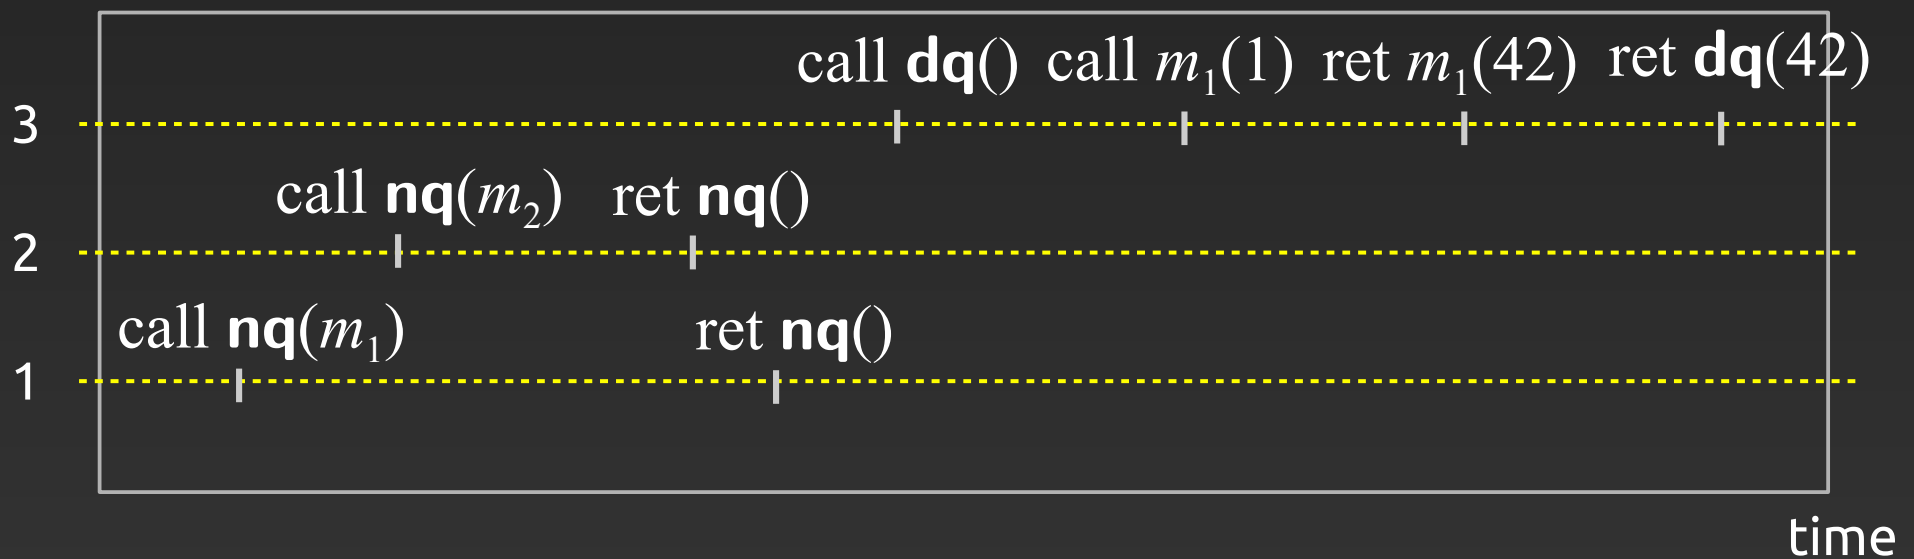 call dq() call m₁(1) ret m₁(42) ret dq(42)
3
call nq(m₂) ret nq()
2
call nq(m₁) ret nq()
1
time